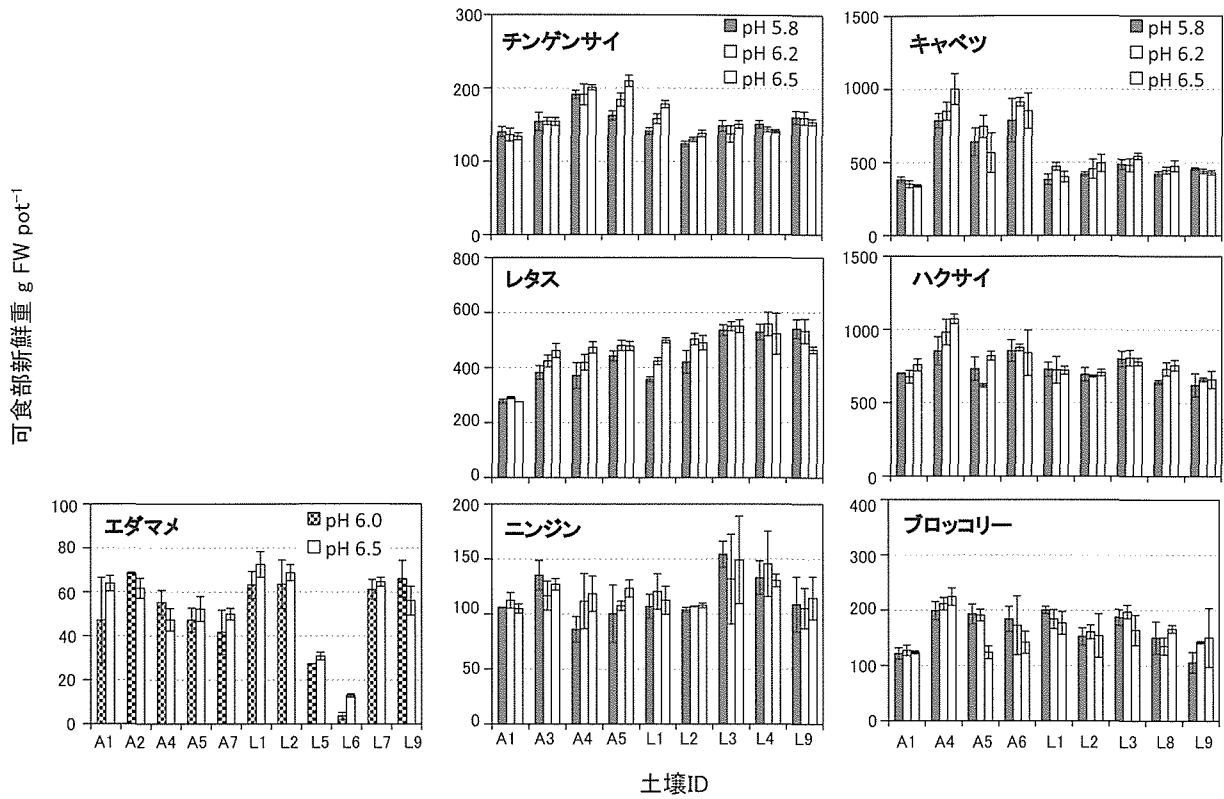 可食部新鮮重 g FW pot⁻¹
チンゲンサイ
pH 5.8
pH 6.2
pH 6.5
300
200
100
0
キャベツ
pH 5.8
pH 6.2
pH 6.5
1500
1000
500
0
レタス
800
600
400
200
0
ハクサイ
1500
1000
500
0
エダマメ
pH 6.0
pH 6.5
100
80
60
40
20
0
A1 A2 A4 A5 A7 L1 L2 L5 L6 L7 L9
ニンジン
200
150
100
50
0
A1 A3 A4 A5 L1 L2 L3 L4 L9
ブロッコリー
400
300
200
100
0
A1 A4 A5 A6 L1 L2 L3 L8 L9
土壌ID